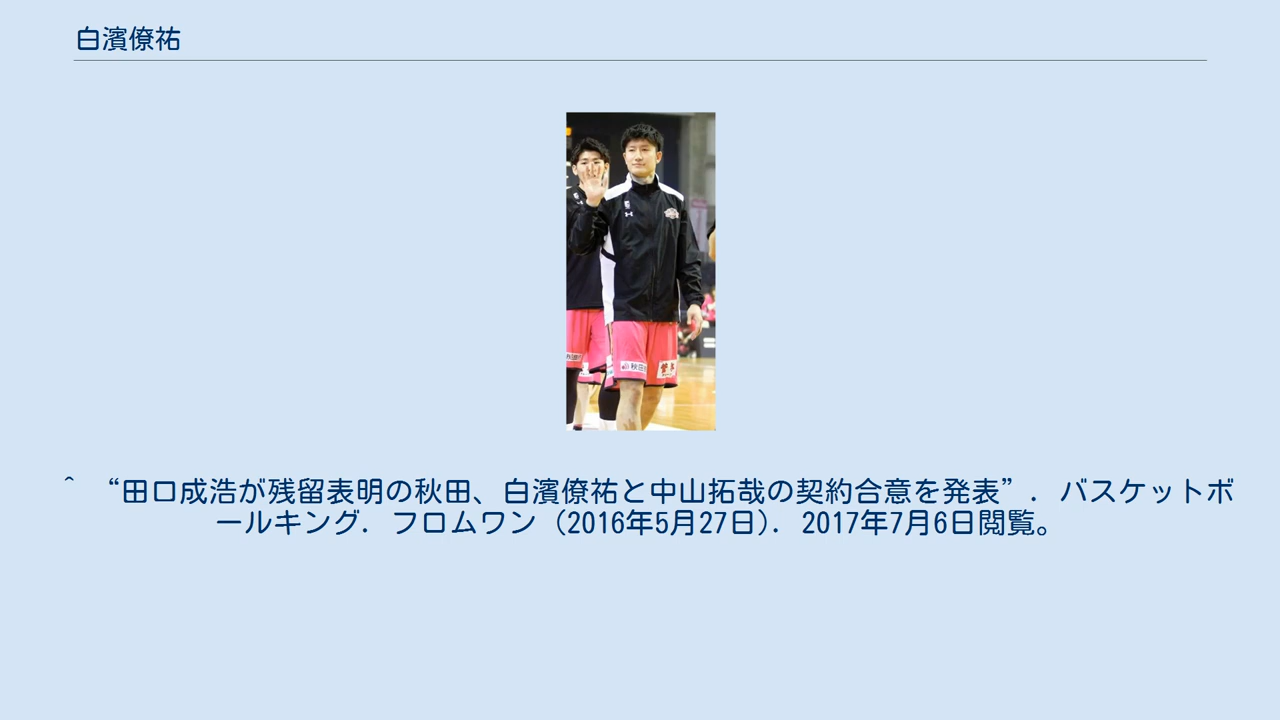 白濱僚祐
秋田
^ “田口成浩が残留表明の秋田、白濱僚祐と中山拓哉の契約合意を発表”. バスケットボ
ールキング. フロムワン (2016年5月27日). 2017年7月6日閲覧。